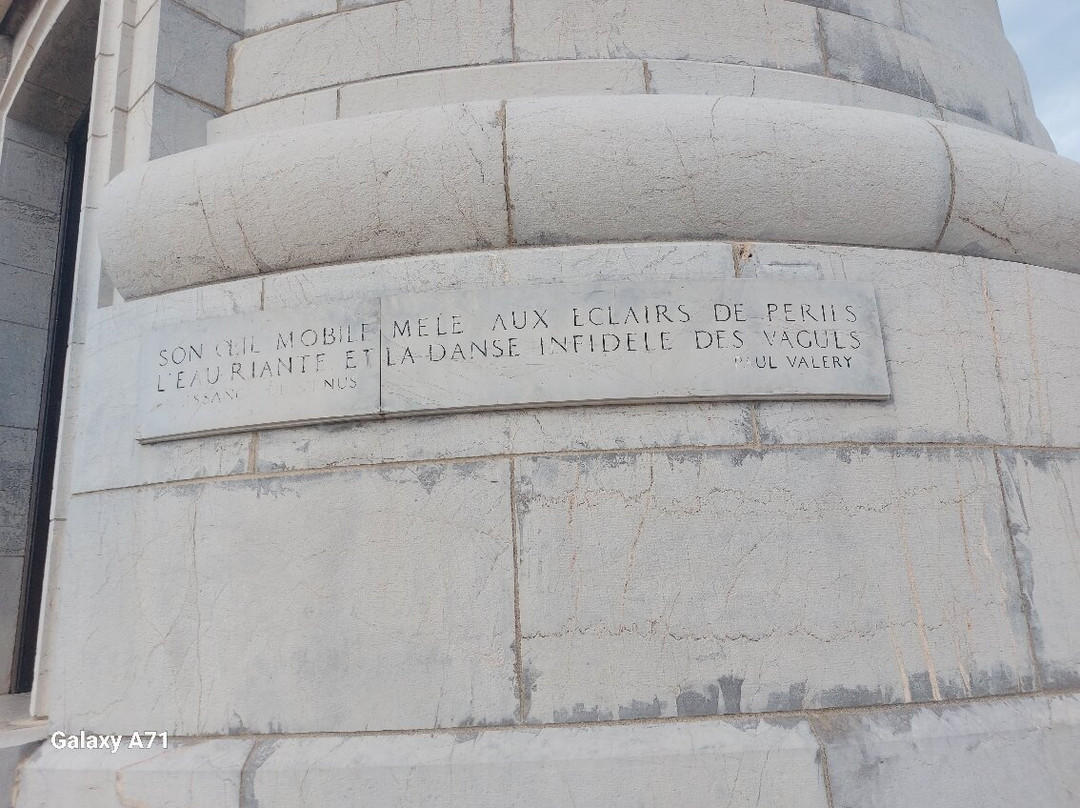 SON ŒIL MOBILE MELE AUX ECLAIRS DE PERILS
L'EAU RIANTE ET LA DANSE INFIDELE DES VAGUES
PAUL VALERY
Galaxy A71